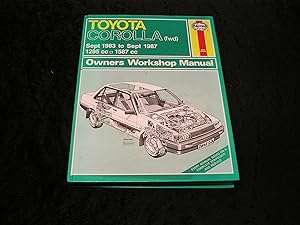 TOYOTA
COROLLA (fwd)
Sept 1983 to Sept 1987
1295 cc □ 1587 cc
Owners Workshop Manual